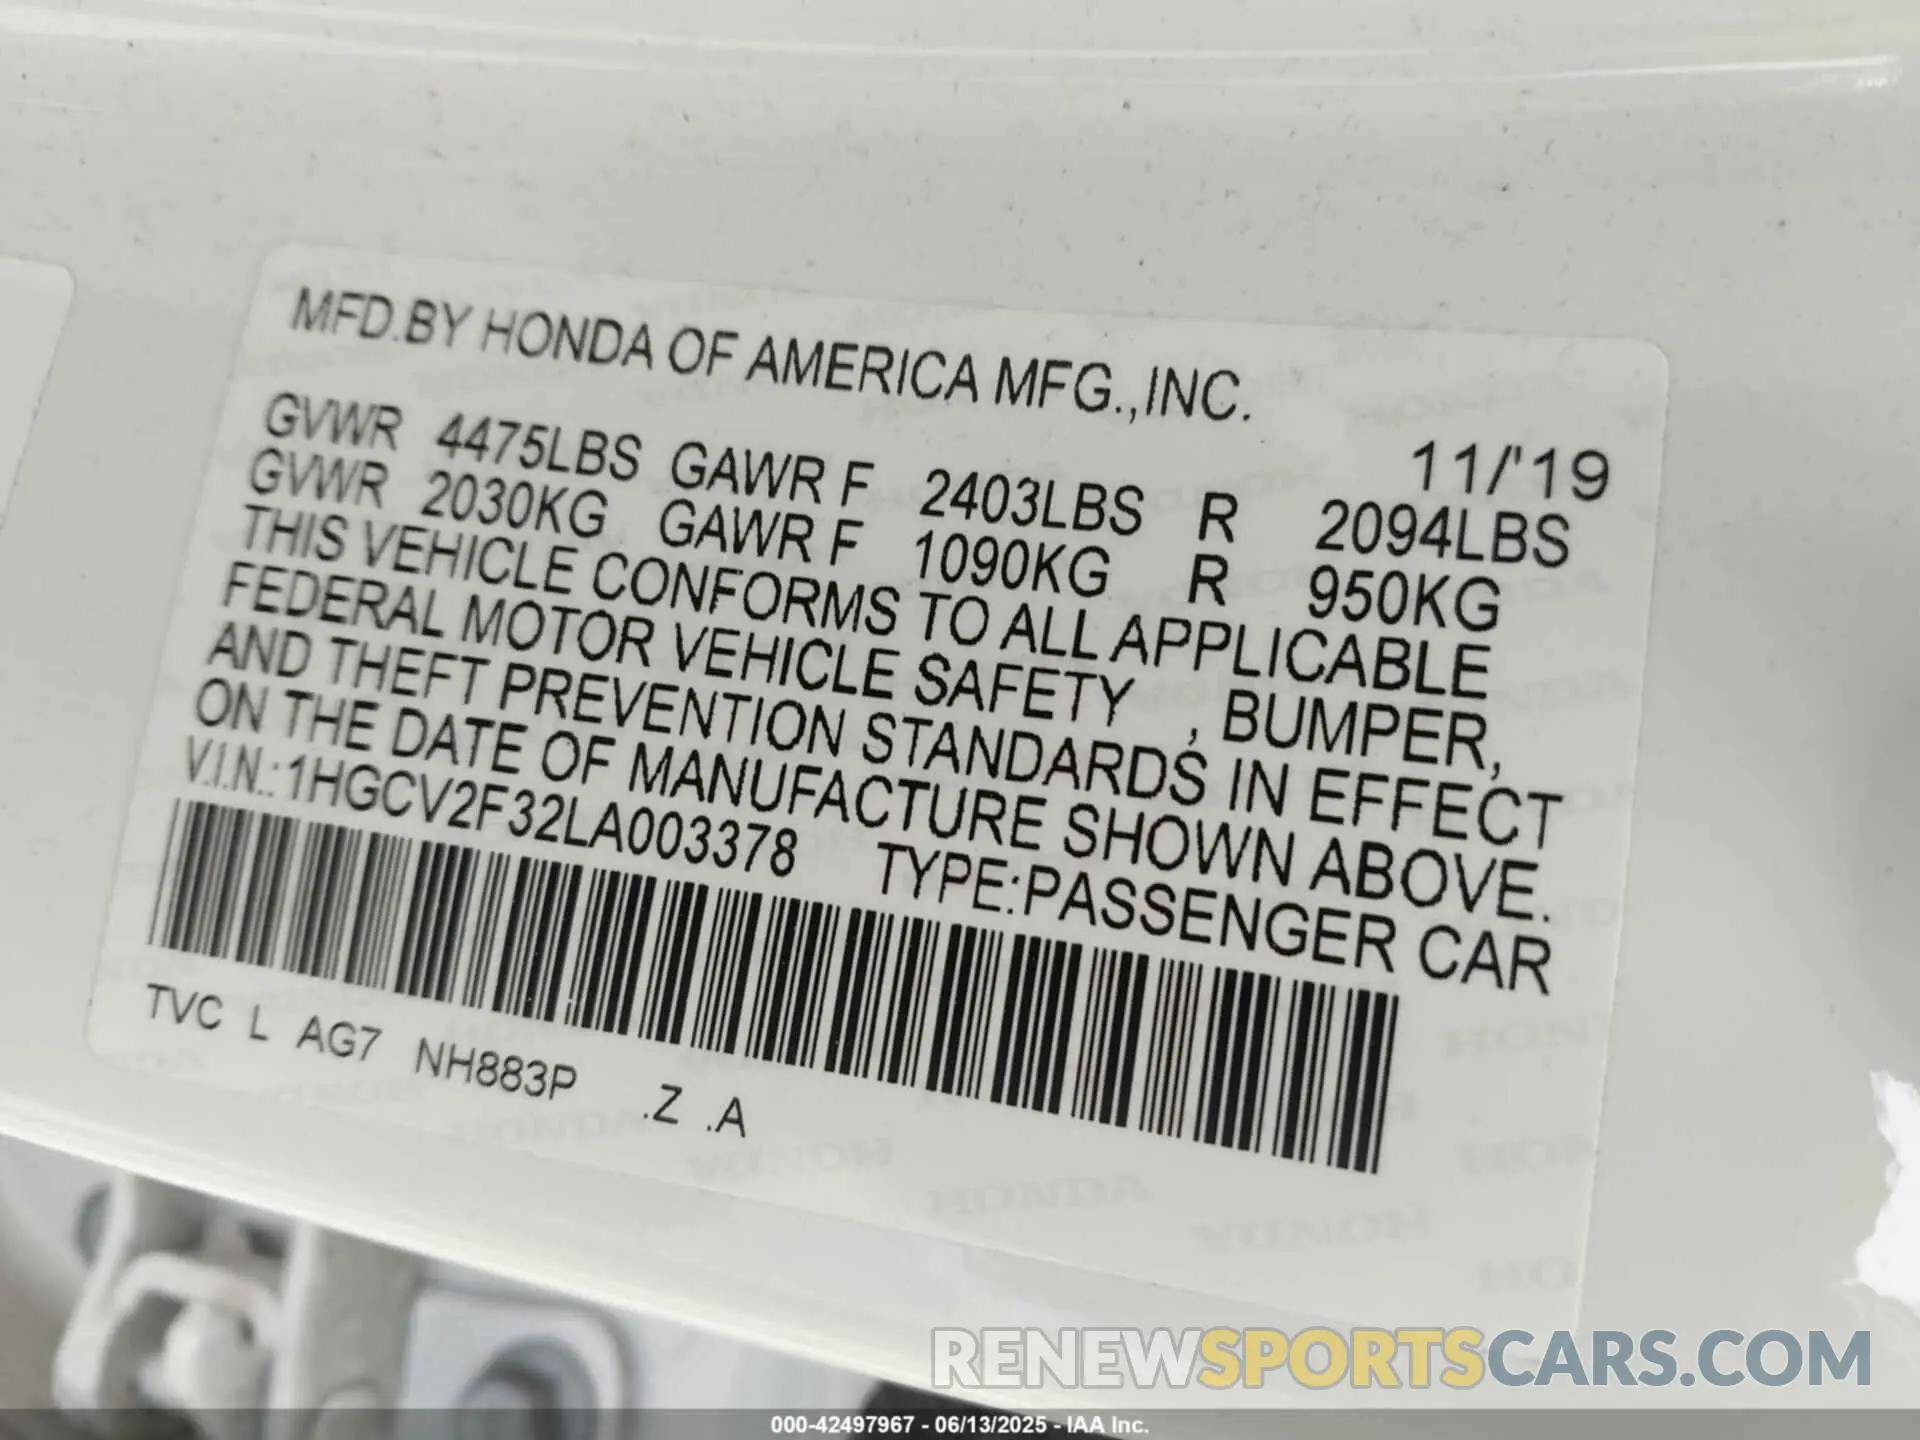 MFD.BY HONDA OF AMERICA MFG.,INC.
11/'19
GVWR 4475LBS GAWR F 2403LBS R 2094LBS
GVWR 2030KG GAWR F 1090KG R 950KG
THIS VEHICLE CONFORMS TO ALL APPLICABLE
FEDERAL MOTOR VEHICLE SAFETY , BUMPER,
AND THEFT PREVENTION STANDARDS IN EFFECT
ON THE DATE OF MANUFACTURE SHOWN ABOVE.
V.I.N.:1HGCV2F32LA003378 TYPE:PASSENGER CAR
TVC L AG7 NH883P .Z .A
RENEWSPORTSCARS.COM
000-42497967 - 06/13/2025 - IAA Inc.